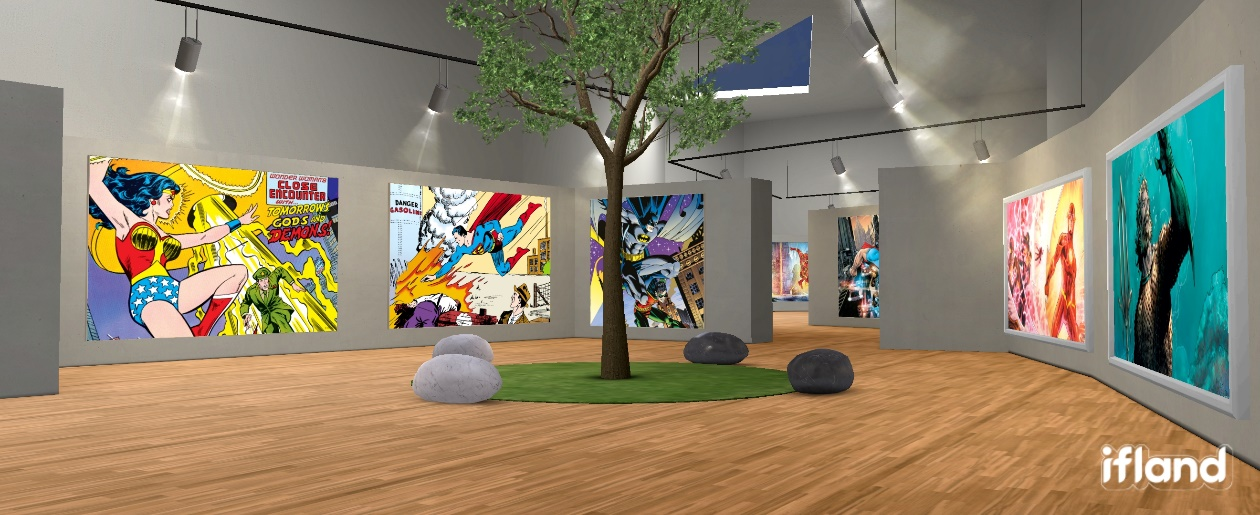 WONDER WOMAN'S
CLOSE
ENCOUNTER
WITH
TOMORROW'S
GODS AND
DEMONS!
DANGER
GASOLINE
ifland